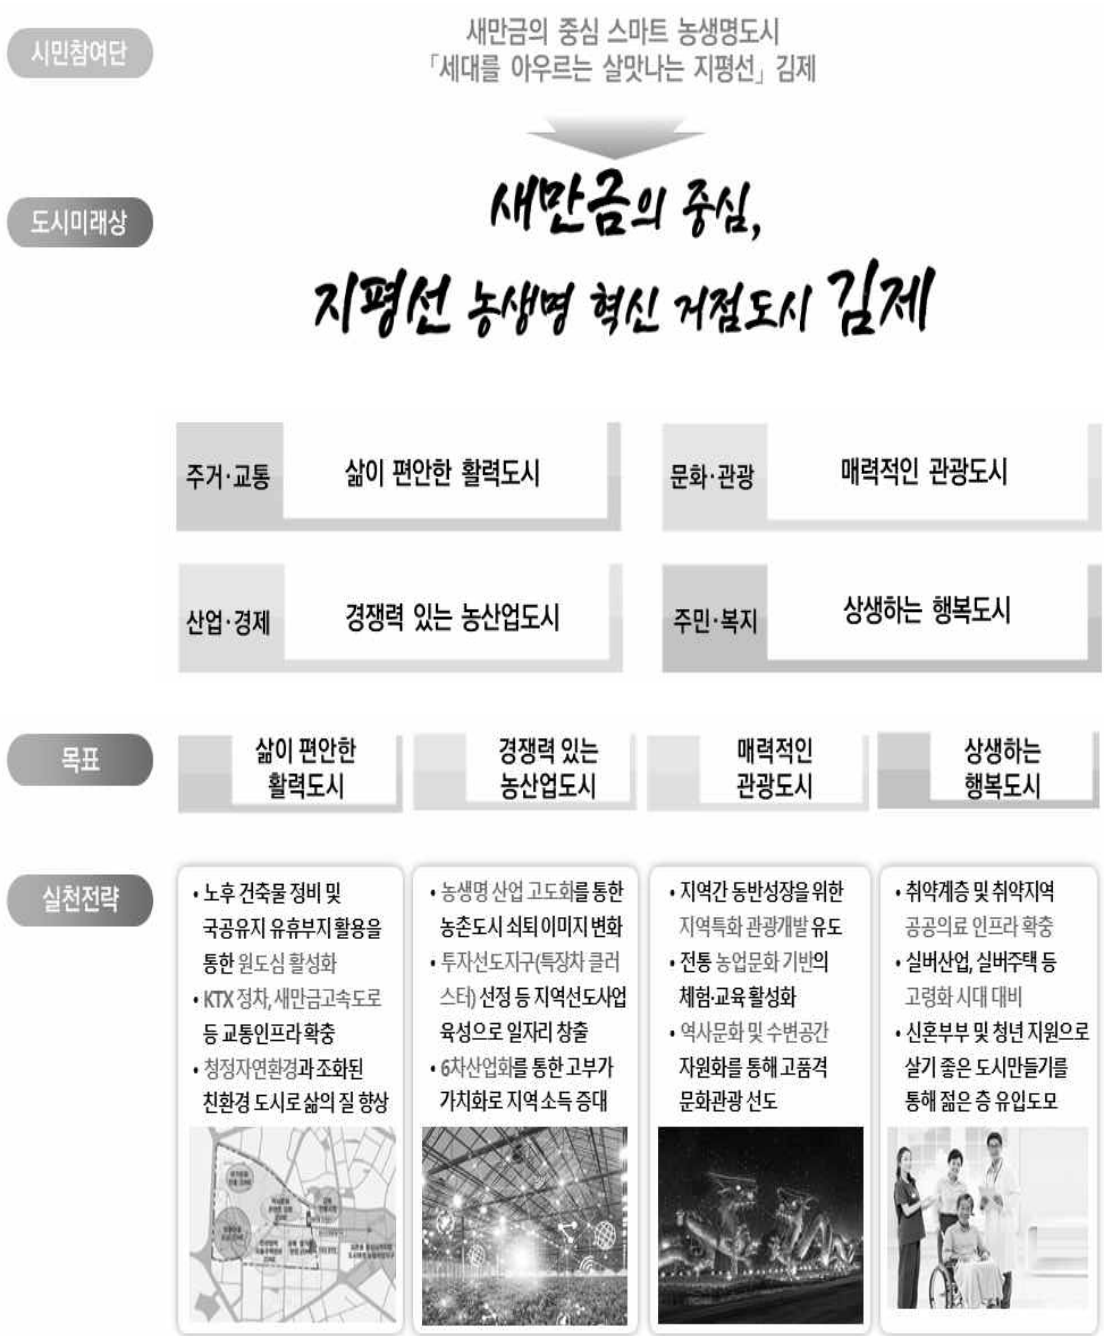 시민참여단
새만금의 중심 스마트 농생명도시
「세대를 아우르는 살맛나는 지평선」 김제
도시미래상
새만금의 중심,
지평선 농생명 혁신 거점도시 김제
주거·교통
삶이 편안한 활력도시
문화·관광
매력적인 관광도시
산업·경제
경쟁력 있는 농산업도시
주민·복지
상생하는 행복도시
목표
삶이 편안한
활력도시
경쟁력 있는
농산업도시
매력적인
관광도시
상생하는
행복도시
실천전략
• 노후 건축물 정비 및
국공유지 유휴부지 활용을
통한 원도심 활성화
• KTX 정차, 새만금고속도로
등 교통인프라 확충
• 청정자연환경과 조화된
친환경 도시로 삶의 질 향상
• 농생명 산업 고도화를 통한
농촌도시 쇠퇴 이미지 변화
• 투자선도지구(특장차 클러
스터) 선정 등 지역선도사업
육성으로 일자리 창출
• 6차산업화를 통한 고부가
가치화로 지역 소득 증대
• 지역간 동반성장을 위한
지역특화 관광개발 유도
• 전통 농업문화 기반의
체험·교육 활성화
• 역사문화 및 수변공간
자원화를 통해 고품격
문화관광 선도
• 취약계층 및 취약지역
공공의료 인프라 확충
• 실버산업, 실버주택 등
고령화 시대 대비
• 신혼부부 및 청년 지원으로
살기 좋은 도시만들기를
통해 젊은 층 유입도모